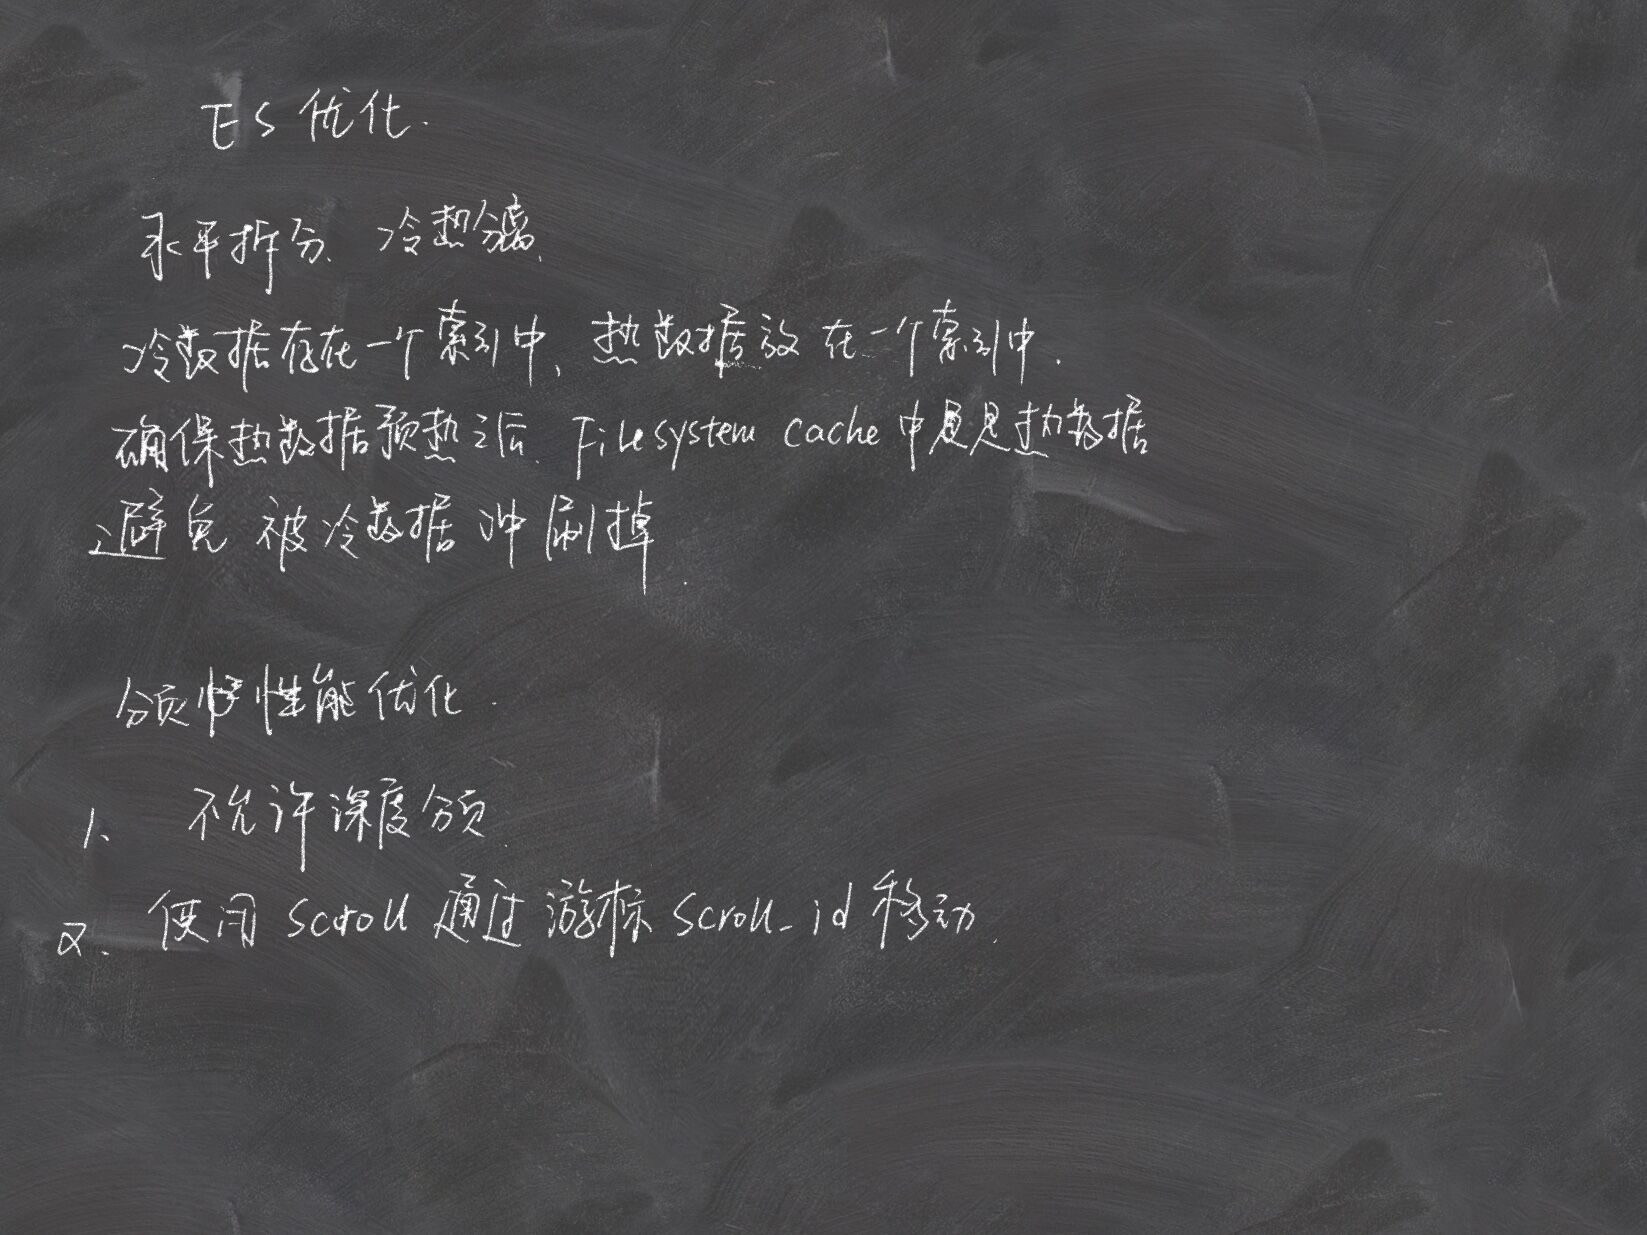 ES 优化.
水平拆分、冷热分离、
冷数据存在一个索引中、热数据放在一个索引中.
确保热数据预热之后、Filesystem cache 中是热数据
避免 被冷数据 冲刷掉.
分页 性能优化.
1、 不允许深度分页.
2、 使用 scroll 通过 游标 scroll_id 移动.